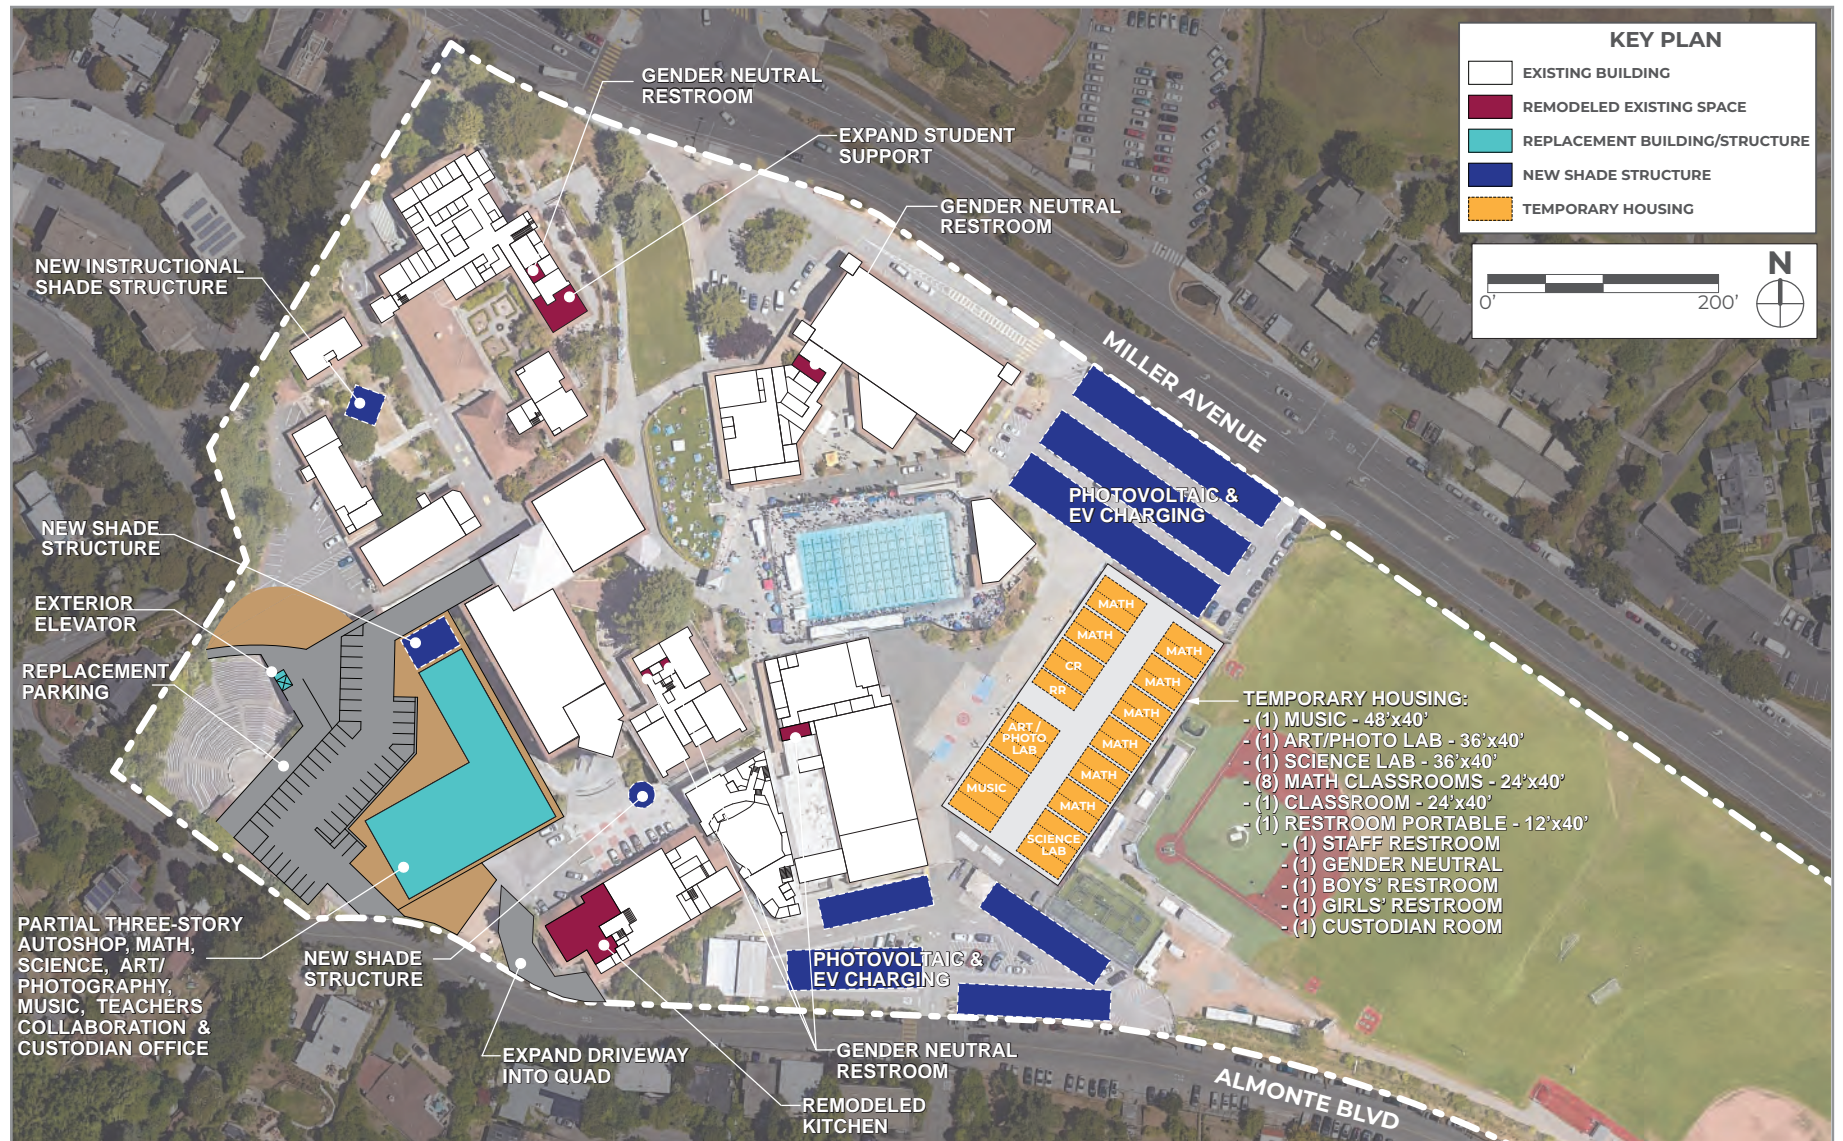 KEY PLAN
EXISTING BUILDING
REMODELED EXISTING SPACE
REPLACEMENT BUILDING/STRUCTURE
NEW SHADE STRUCTURE
TEMPORARY HOUSING
0'
200'
N
GENDER NEUTRAL
RESTROOM
EXPAND STUDENT
SUPPORT
GENDER NEUTRAL
RESTROOM
NEW INSTRUCTIONAL
SHADE STRUCTURE
MILLER AVENUE
PHOTOVOLTAIC &
EV CHARGING
NEW SHADE
STRUCTURE
EXTERIOR
ELEVATOR
REPLACEMENT
PARKING
MATH
MATH
CR
RR
ART /
PHOTO
LAB
MUSIC
MATH
MATH
MATH
MATH
MATH
MATH
SCIENCE
LAB
TEMPORARY HOUSING:
- (1) MUSIC - 48'x40'
- (1) ART/PHOTO LAB - 36'x40'
- (1) SCIENCE LAB - 36'x40'
- (8) MATH CLASSROOMS - 24'x40'
- (1) CLASSROOM - 24'x40'
- (1) RESTROOM PORTABLE - 12'x40'
- (1) STAFF RESTROOM
- (1) GENDER NEUTRAL
- (1) BOYS' RESTROOM
- (1) GIRLS' RESTROOM
- (1) CUSTODIAN ROOM
PARTIAL THREE-STORY
AUTOSHOP, MATH,
SCIENCE, ART/
PHOTOGRAPHY,
MUSIC, TEACHERS
COLLABORATION &
CUSTODIAN OFFICE
NEW SHADE
STRUCTURE
PHOTOVOLTAIC &
EV CHARGING
EXPAND DRIVEWAY
INTO QUAD
GENDER NEUTRAL
RESTROOM
REMODELED
KITCHEN
ALMONTE BLVD